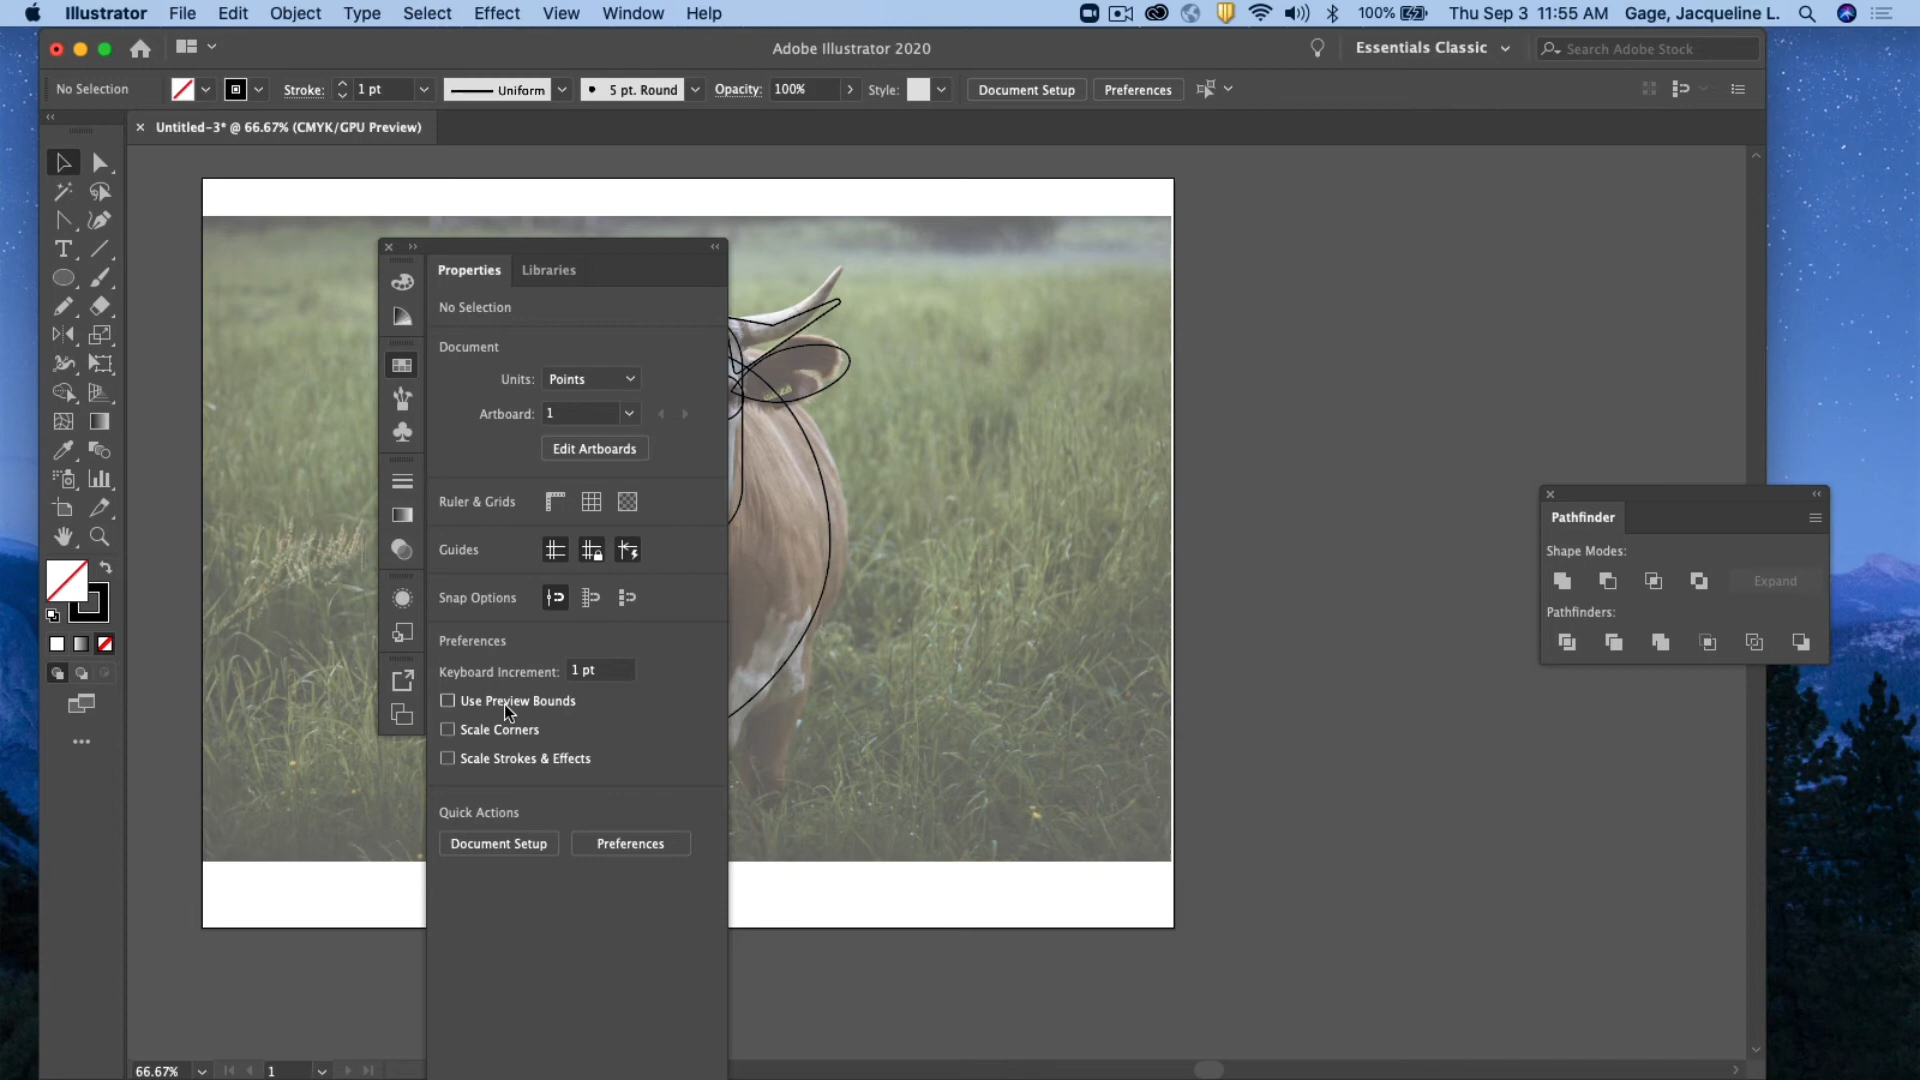 Illustrator File Edit Object Type Select Effect View Window Help 100% Thu Sep 3 11:55 AM Gage, Jacqueline L.
Adobe Illustrator 2020 Essentials Classic Search Adobe Stock
No Selection Stroke: 1 pt Uniform 5 pt. Round Opacity: 100% Style: Document Setup Preferences
Untitled-3* @ 66.67% (CMYK/GPU Preview)
Properties Libraries
No Selection
Document
Units: Points
Artboard: 1
Edit Artboards
Ruler & Grids
Guides
Snap Options
Preferences
Keyboard Increment: 1 pt
Use Preview Bounds
Scale Corners
Scale Strokes & Effects
Quick Actions
Document Setup Preferences
Pathfinder
Shape Modes:
Expand
Pathfinders:
66.67% 1